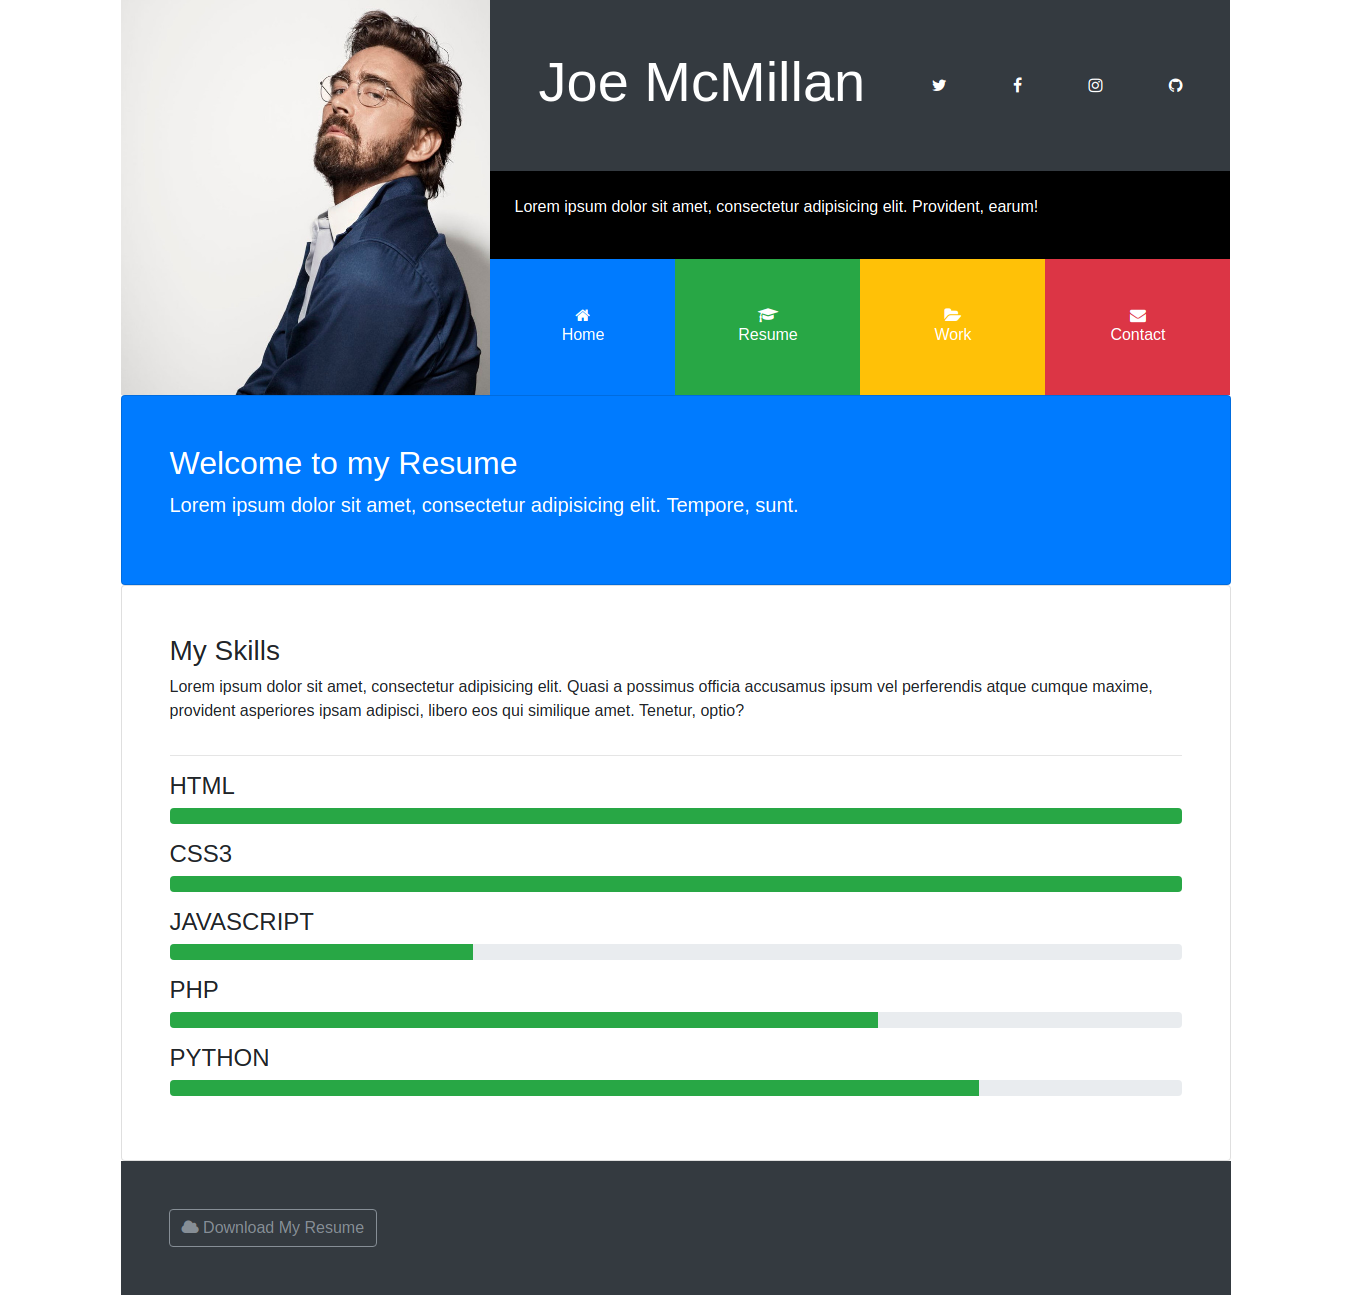 Joe McMillan
Lorem ipsum dolor sit amet, consectetur adipisicing elit. Provident, earum!
Home
Resume
Work
Contact
Welcome to my Resume
Lorem ipsum dolor sit amet, consectetur adipisicing elit. Tempore, sunt.
My Skills
Lorem ipsum dolor sit amet, consectetur adipisicing elit. Quasi a possimus officia accusamus ipsum vel perferendis atque cumque maxime,
provident asperiores ipsam adipisci, libero eos qui similique amet. Tenetur, optio?
HTML
CSS3
JAVASCRIPT
PHP
PYTHON
Download My Resume